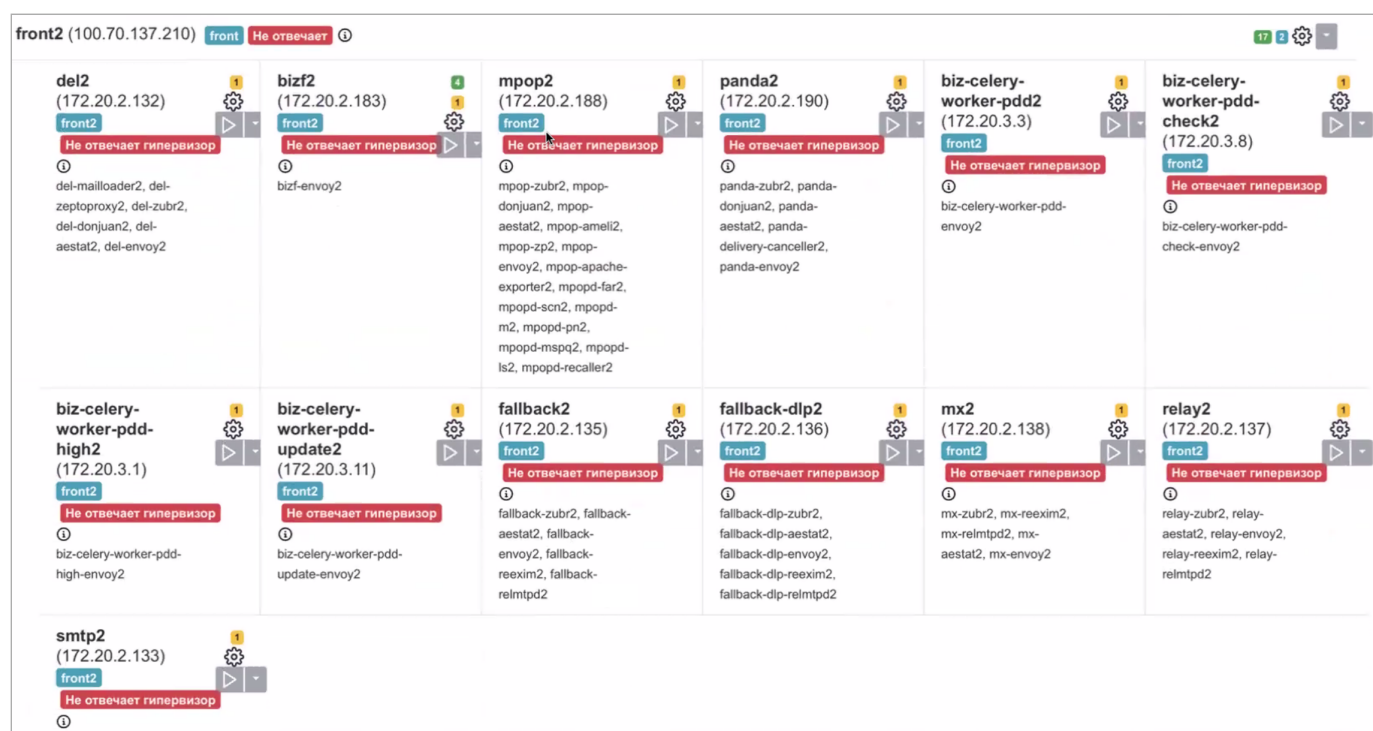 front2 (100.70.137.210) front Не отвечает 17 2
del2 1
(172.20.2.132)
front2
Не отвечает гипервизор
del-mailloader2, del-
zeptoproxy2, del-zubr2,
del-donjuan2, del-
aestat2, del-envoy2
bizf2 4
(172.20.2.183) 1
front2
Не отвечает гипервизор
bizf-envoy2
mpop2 1
(172.20.2.188)
front2
Не отвечает гипервизор
mpop-zubr2, mpop-
donjuan2, mpop-
aestat2, mpop-ameli2,
mpop-zp2, mpop-
envoy2, mpop-apache-
exporter2, mpopd-far2,
mpopd-scn2, mpopd-
m2, mpopd-pn2,
mpopd-mspq2, mpopd-
ls2, mpopd-recaller2
panda2 1
(172.20.2.190)
front2
Не отвечает гипервизор
panda-zubr2, panda-
donjuan2, panda-
aestat2, panda-
delivery-canceller2,
panda-envoy2
biz-celery- 1
worker-pdd2
(172.20.3.3)
front2
Не отвечает гипервизор
biz-celery-worker-pdd-
envoy2
biz-celery- 1
worker-pdd-
check2
(172.20.3.8)
front2
Не отвечает гипервизор
biz-celery-worker-pdd-
check-envoy2
biz-celery- 1
worker-pdd-
high2
(172.20.3.1)
front2
Не отвечает гипервизор
biz-celery-worker-pdd-
high-envoy2
biz-celery- 1
worker-pdd-
update2
(172.20.3.11)
front2
Не отвечает гипервизор
biz-celery-worker-pdd-
update-envoy2
fallback2 1
(172.20.2.135)
front2
Не отвечает гипервизор
fallback-zubr2, fallback-
aestat2, fallback-
envoy2, fallback-
reexim2, fallback-
relmtpd2
fallback-dlp2 1
(172.20.2.136)
front2
Не отвечает гипервизор
fallback-dlp-zubr2,
fallback-dlp-aestat2,
fallback-dlp-envoy2,
fallback-dlp-reexim2,
fallback-dlp-relmtpd2
mx2 1
(172.20.2.138)
front2
Не отвечает гипервизор
mx-zubr2, mx-reexim2,
mx-relmtpd2, mx-
aestat2, mx-envoy2
relay2 1
(172.20.2.137)
front2
Не отвечает гипервизор
relay-zubr2, relay-
aestat2, relay-envoy2,
relay-reexim2, relay-
relmtpd2
smtp2 1
(172.20.2.133)
front2
Не отвечает гипервизор